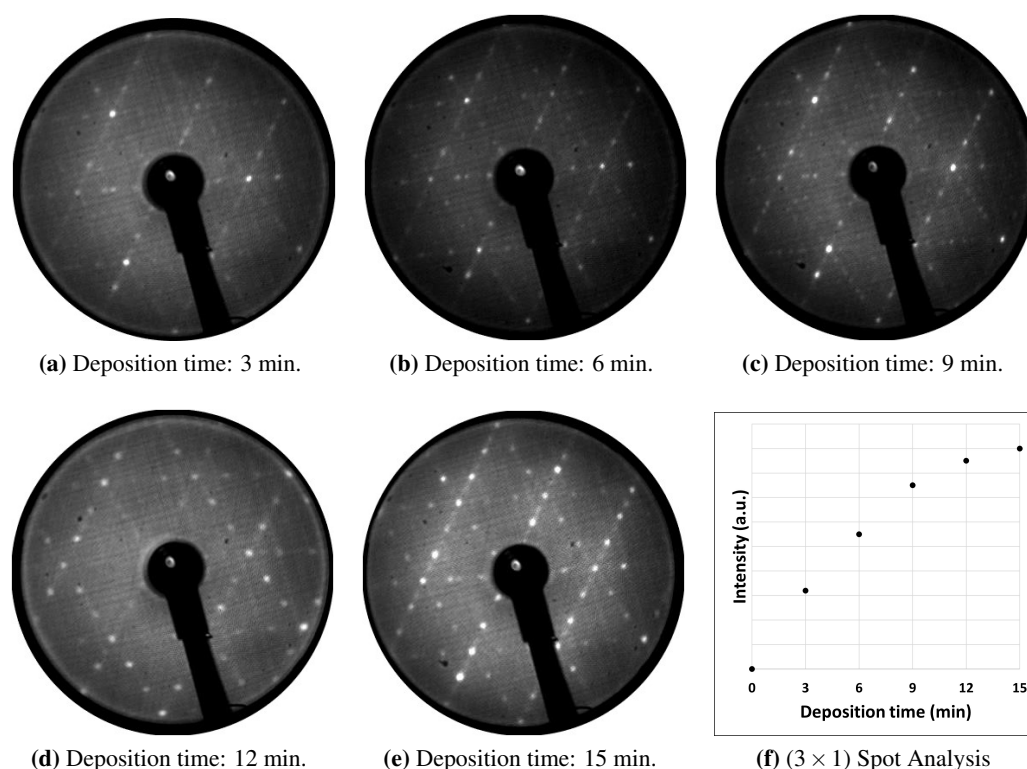 (a) Deposition time: 3 min.
(b) Deposition time: 6 min.
(c) Deposition time: 9 min.
Intensity (a.u.)
0 3 6 9 12 15
Deposition time (min)
(d) Deposition time: 12 min.
(e) Deposition time: 15 min.
(f) (3 × 1) Spot Analysis